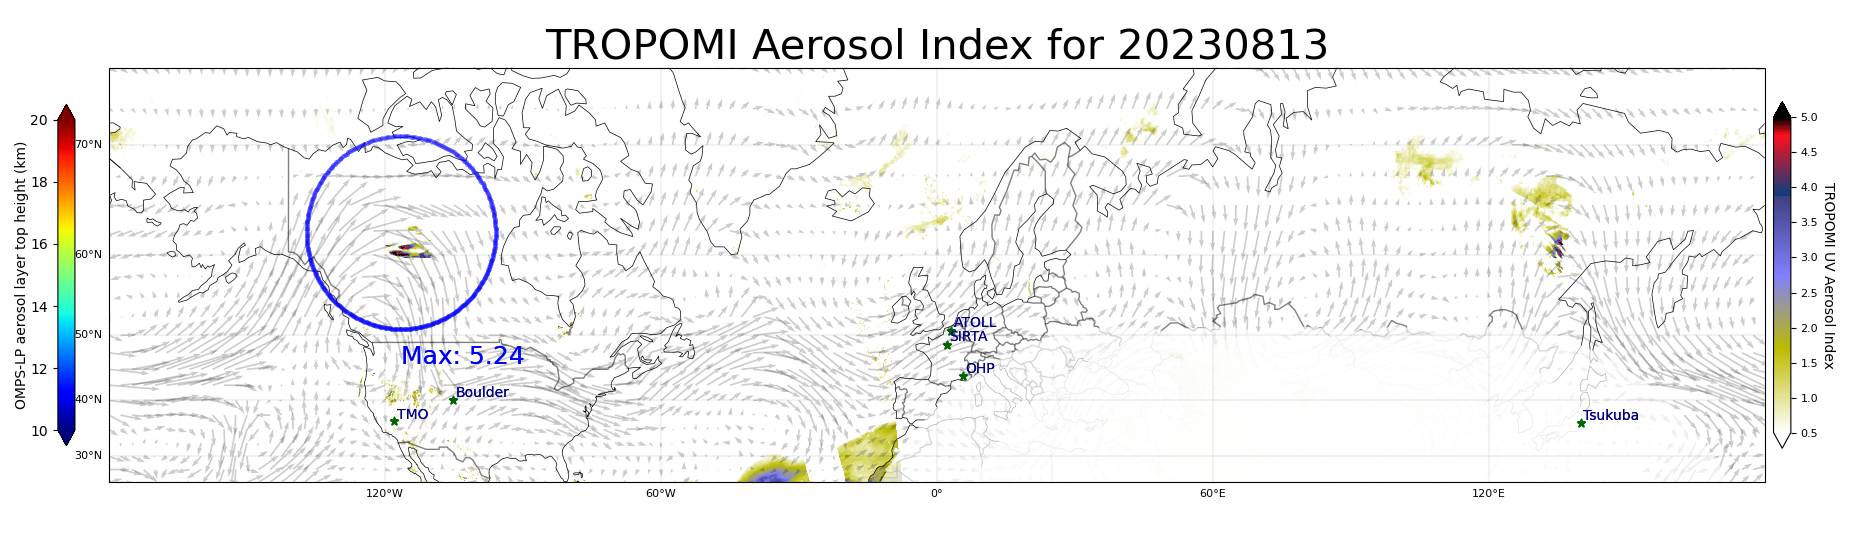 TROPOMI Aerosol Index for 20230813
OMPS-LP aerosol layer top height (km)
20
18
16
14
12
10
70°N
60°N
50°N
40°N
30°N
120°W
60°W
0°
60°E
120°E
Max: 5.24
Boulder
TMO
ATOLL
SIRTA
OHP
Tsukuba
5.0
4.5
4.0
3.5
3.0
2.5
2.0
1.5
1.0
0.5
TROPOMI UV Aerosol Index